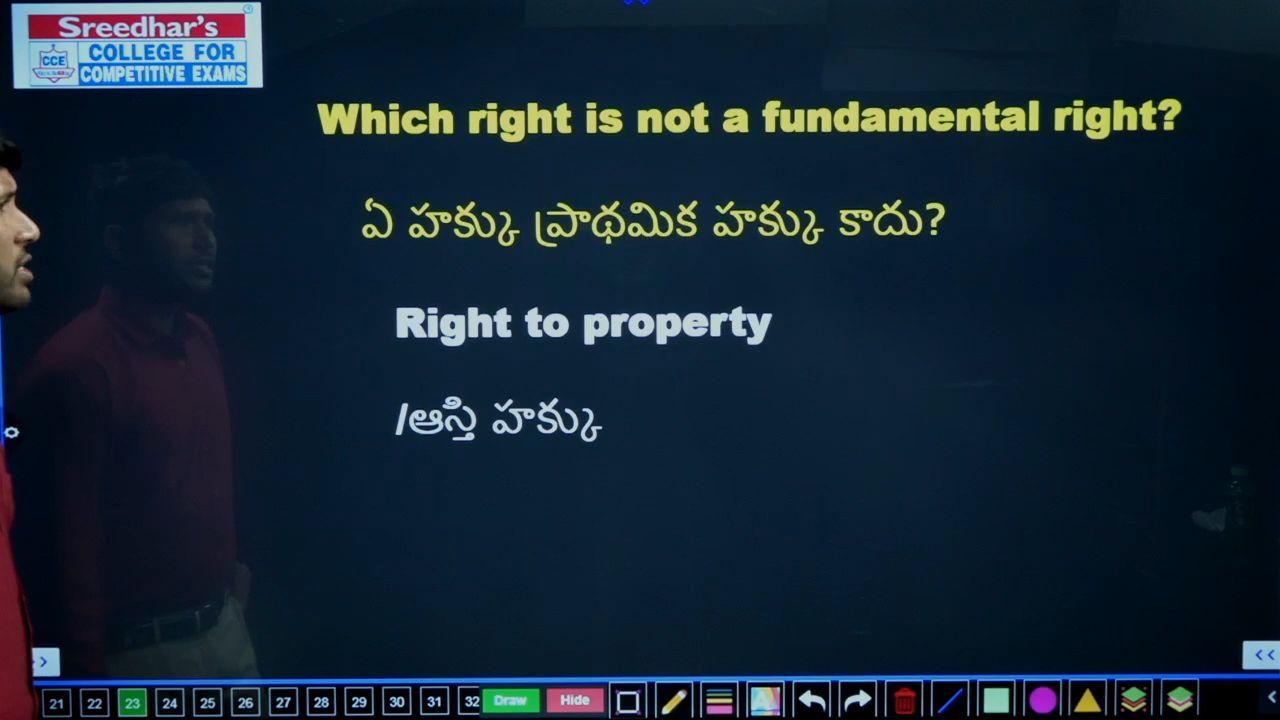 Sreedhar's
CCE
COLLEGE FOR
COMPETITIVE EXAMS
Which right is not a fundamental right?
ఏ హక్కు ప్రాథమిక హక్కు కాదు?
Right to property
/ఆస్తి హక్కు
21 22 23 24 25 26 27 28 29 30 31 32 Draw Hide